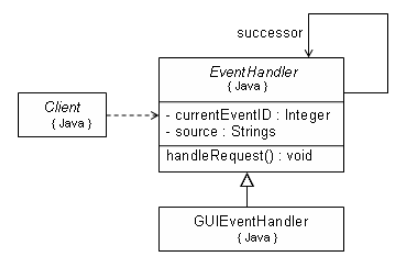 successor
EventHandler
{ Java }
Client
{ Java }
- currentEventID : Integer
- source : Strings
handleRequest() : void
GUIEventHandler
{ Java }